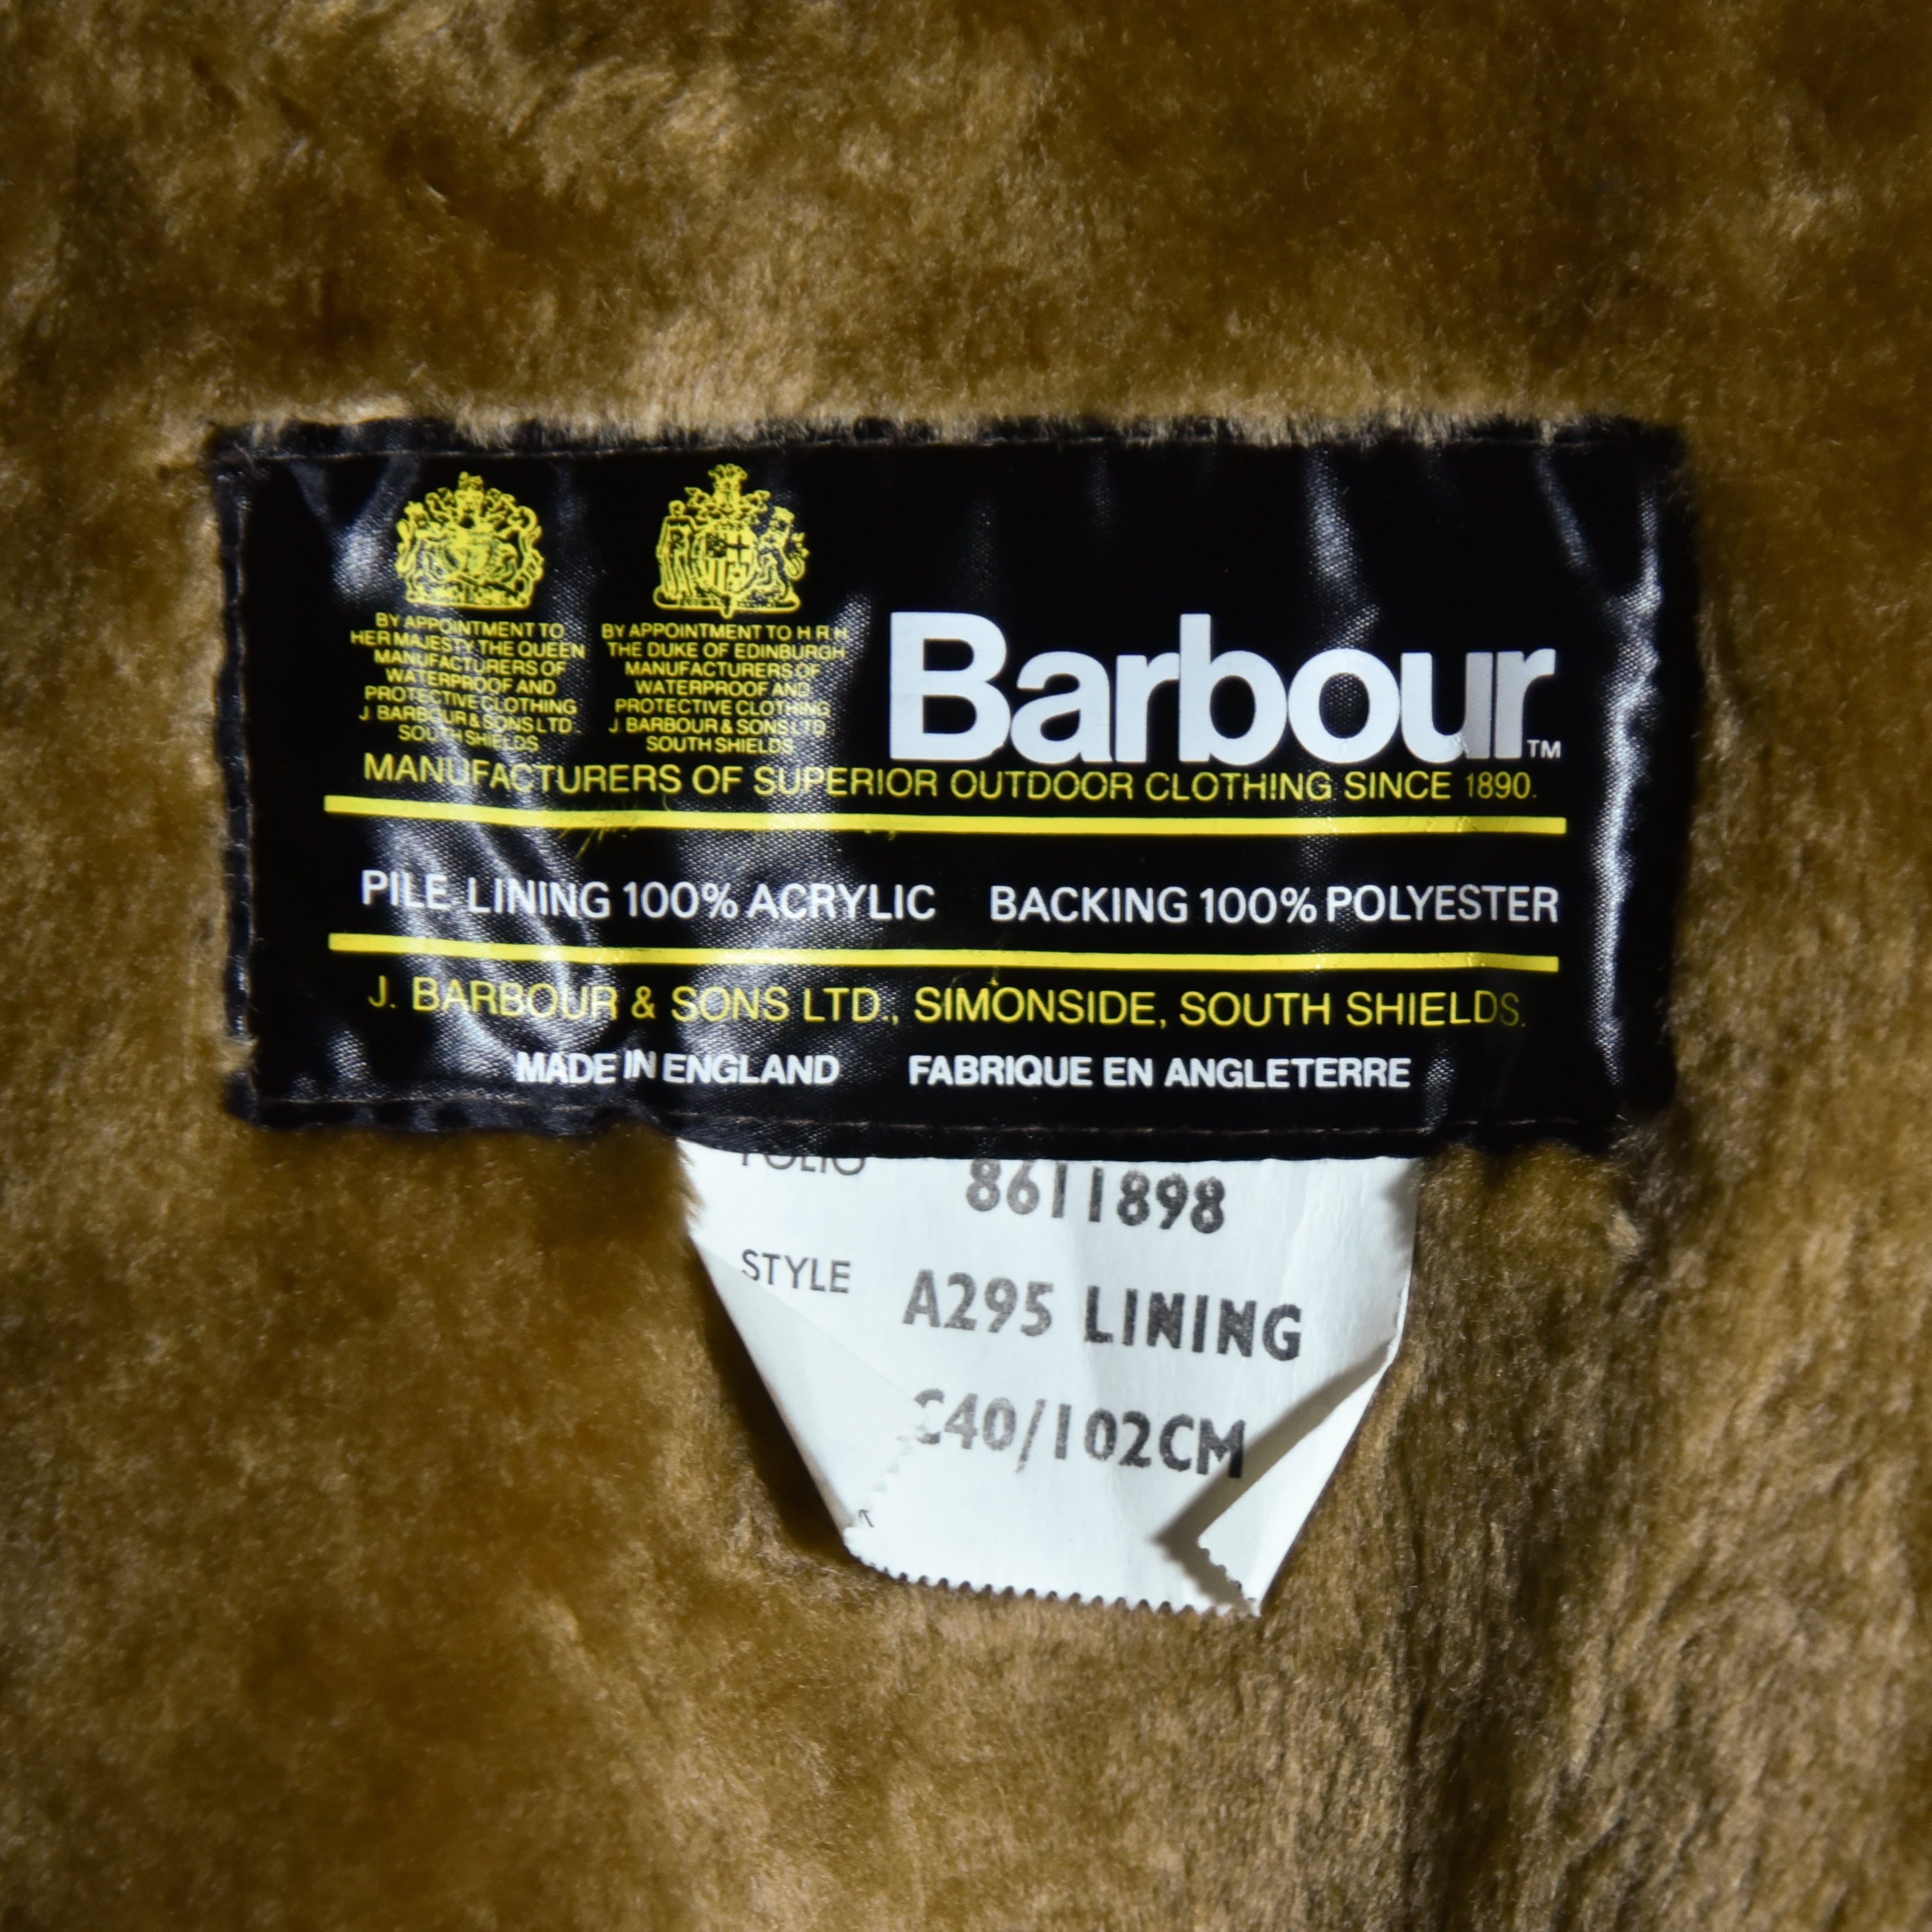 BY APPOINTMENT TO
HER MAJESTY THE QUEEN
MANUFACTURERS OF
WATERPROOF AND
PROTECTIVE CLOTHING
J. BARBOUR & SONS LTD.
SOUTH SHIELDS
BY APPOINTMENT TO H R H
THE DUKE OF EDINBURGH
MANUFACTURERS OF
WATERPROOF AND
PROTECTIVE CLOTHING
J. BARBOUR & SONS LTD.
SOUTH SHIELDS
Barbour™
MANUFACTURERS OF SUPERIOR OUTDOOR CLOTHING SINCE 1890.
PILE LINING 100% ACRYLIC BACKING 100% POLYESTER
J. BARBOUR & SONS LTD., SIMONSIDE, SOUTH SHIELDS.
MADE IN ENGLAND FABRIQUE EN ANGLETERRE
FOLIO 8611898
STYLE A295 LINING
C40/102CM